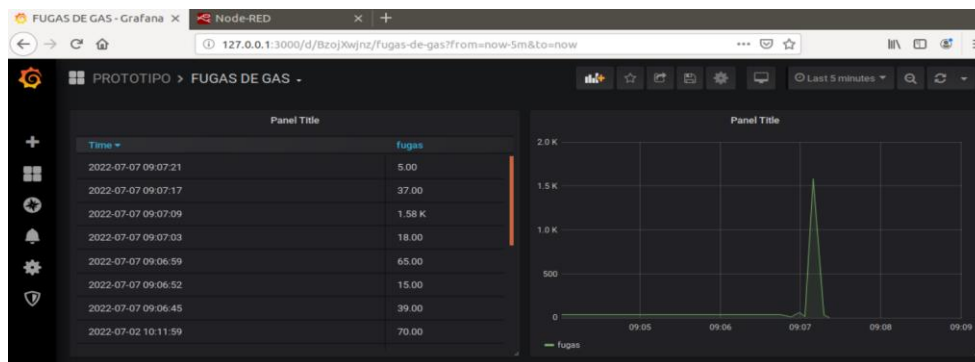 FUGAS DE GAS - Grafana
Node-RED
127.0.0.1:3000/d/BzojXwjnz/fugas-de-gas?from=now-5m&to=now
PROTOTIPO > FUGAS DE GAS
Last 5 minutes
Panel Title
Time fugas
2022-07-07 09:07:21 5.00
2022-07-07 09:07:17 37.00
2022-07-07 09:07:09 1.58 K
2022-07-07 09:07:03 18.00
2022-07-07 09:06:59 65.00
2022-07-07 09:06:52 15.00
2022-07-07 09:06:45 39.00
2022-07-02 10:11:59 70.00
Panel Title
2.0 K
1.5 K
1.0 K
500
0
09:05 09:06 09:07 09:08 09:09
fugas